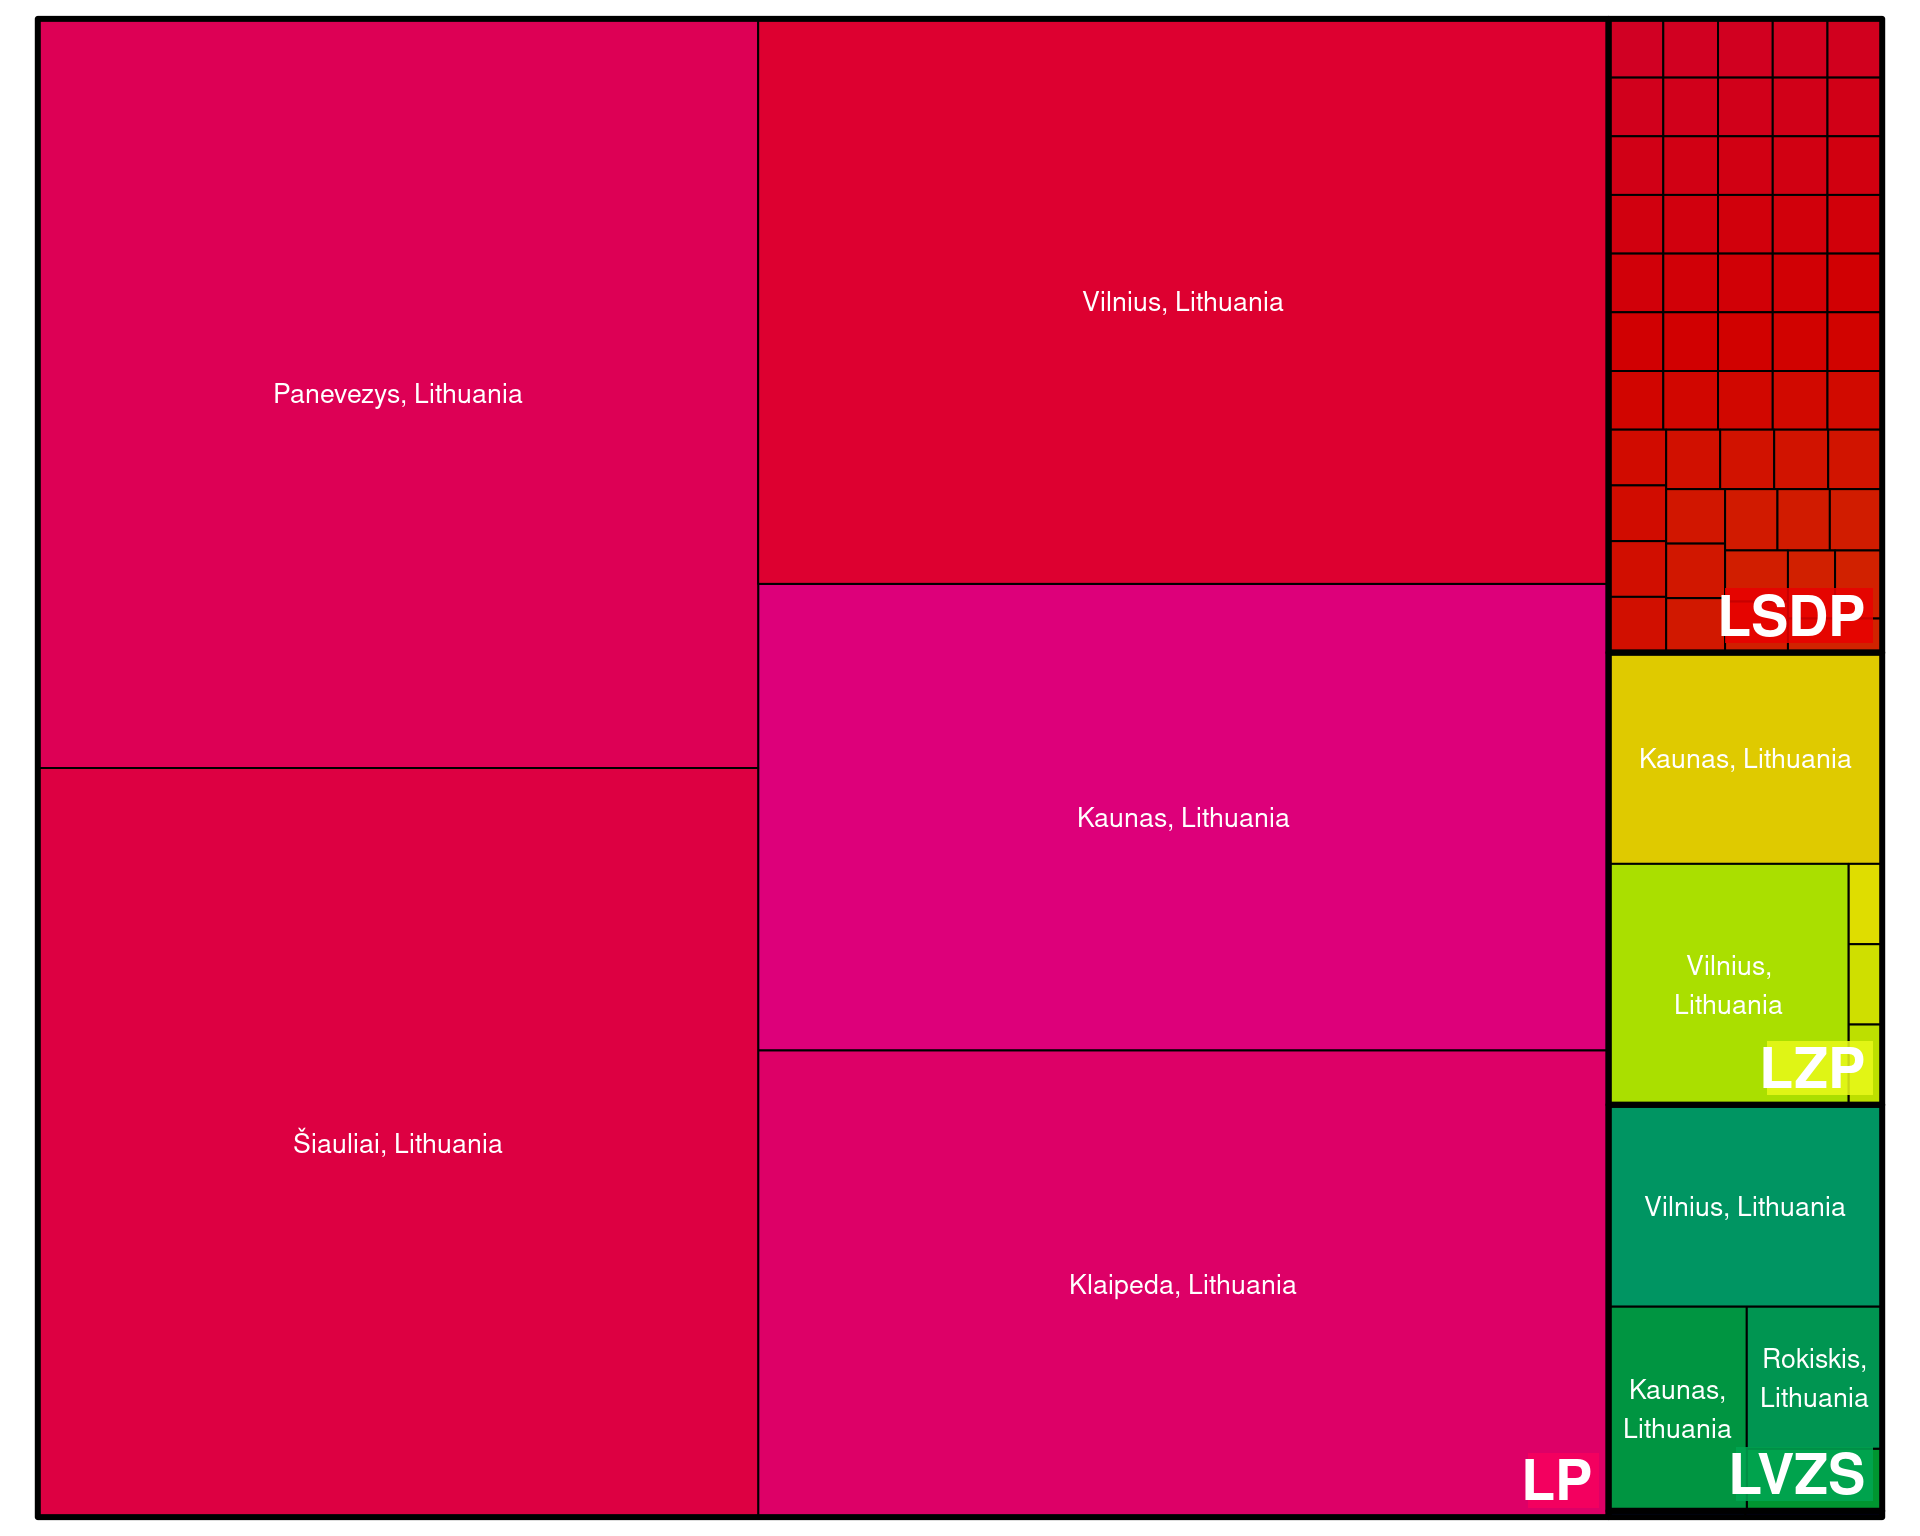 Panevezys, Lithuania
Šiauliai, Lithuania
Vilnius, Lithuania
Kaunas, Lithuania
Klaipeda, Lithuania
LP
LSDP
Kaunas, Lithuania
Vilnius,
Lithuania
LZP
Vilnius, Lithuania
Kaunas,
Lithuania
Rokiskis,
Lithuania
LVZS